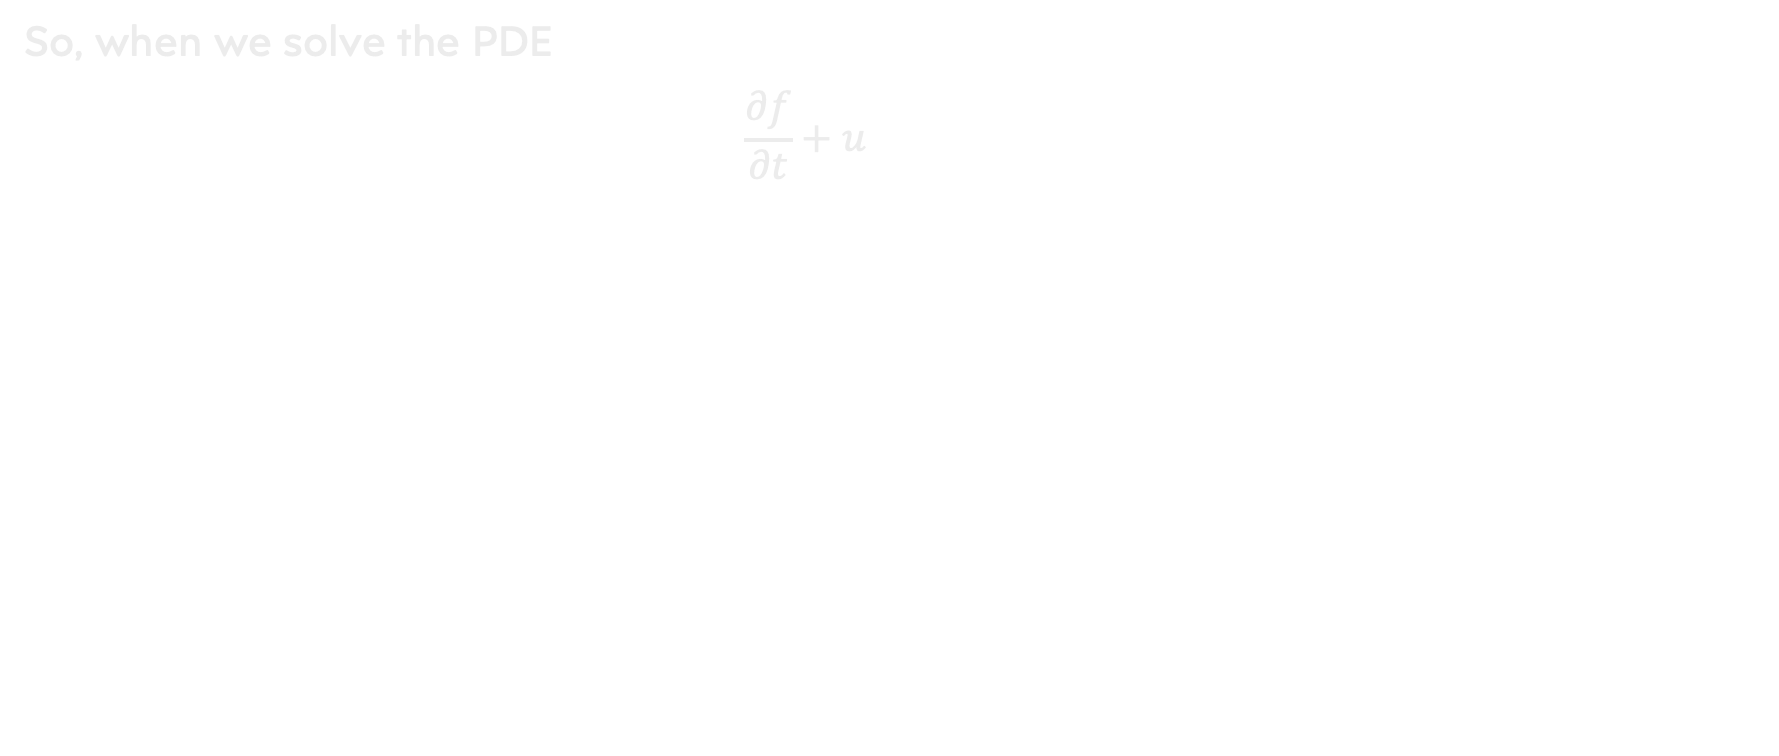 So, when we solve the PDE
∂f/∂t + u